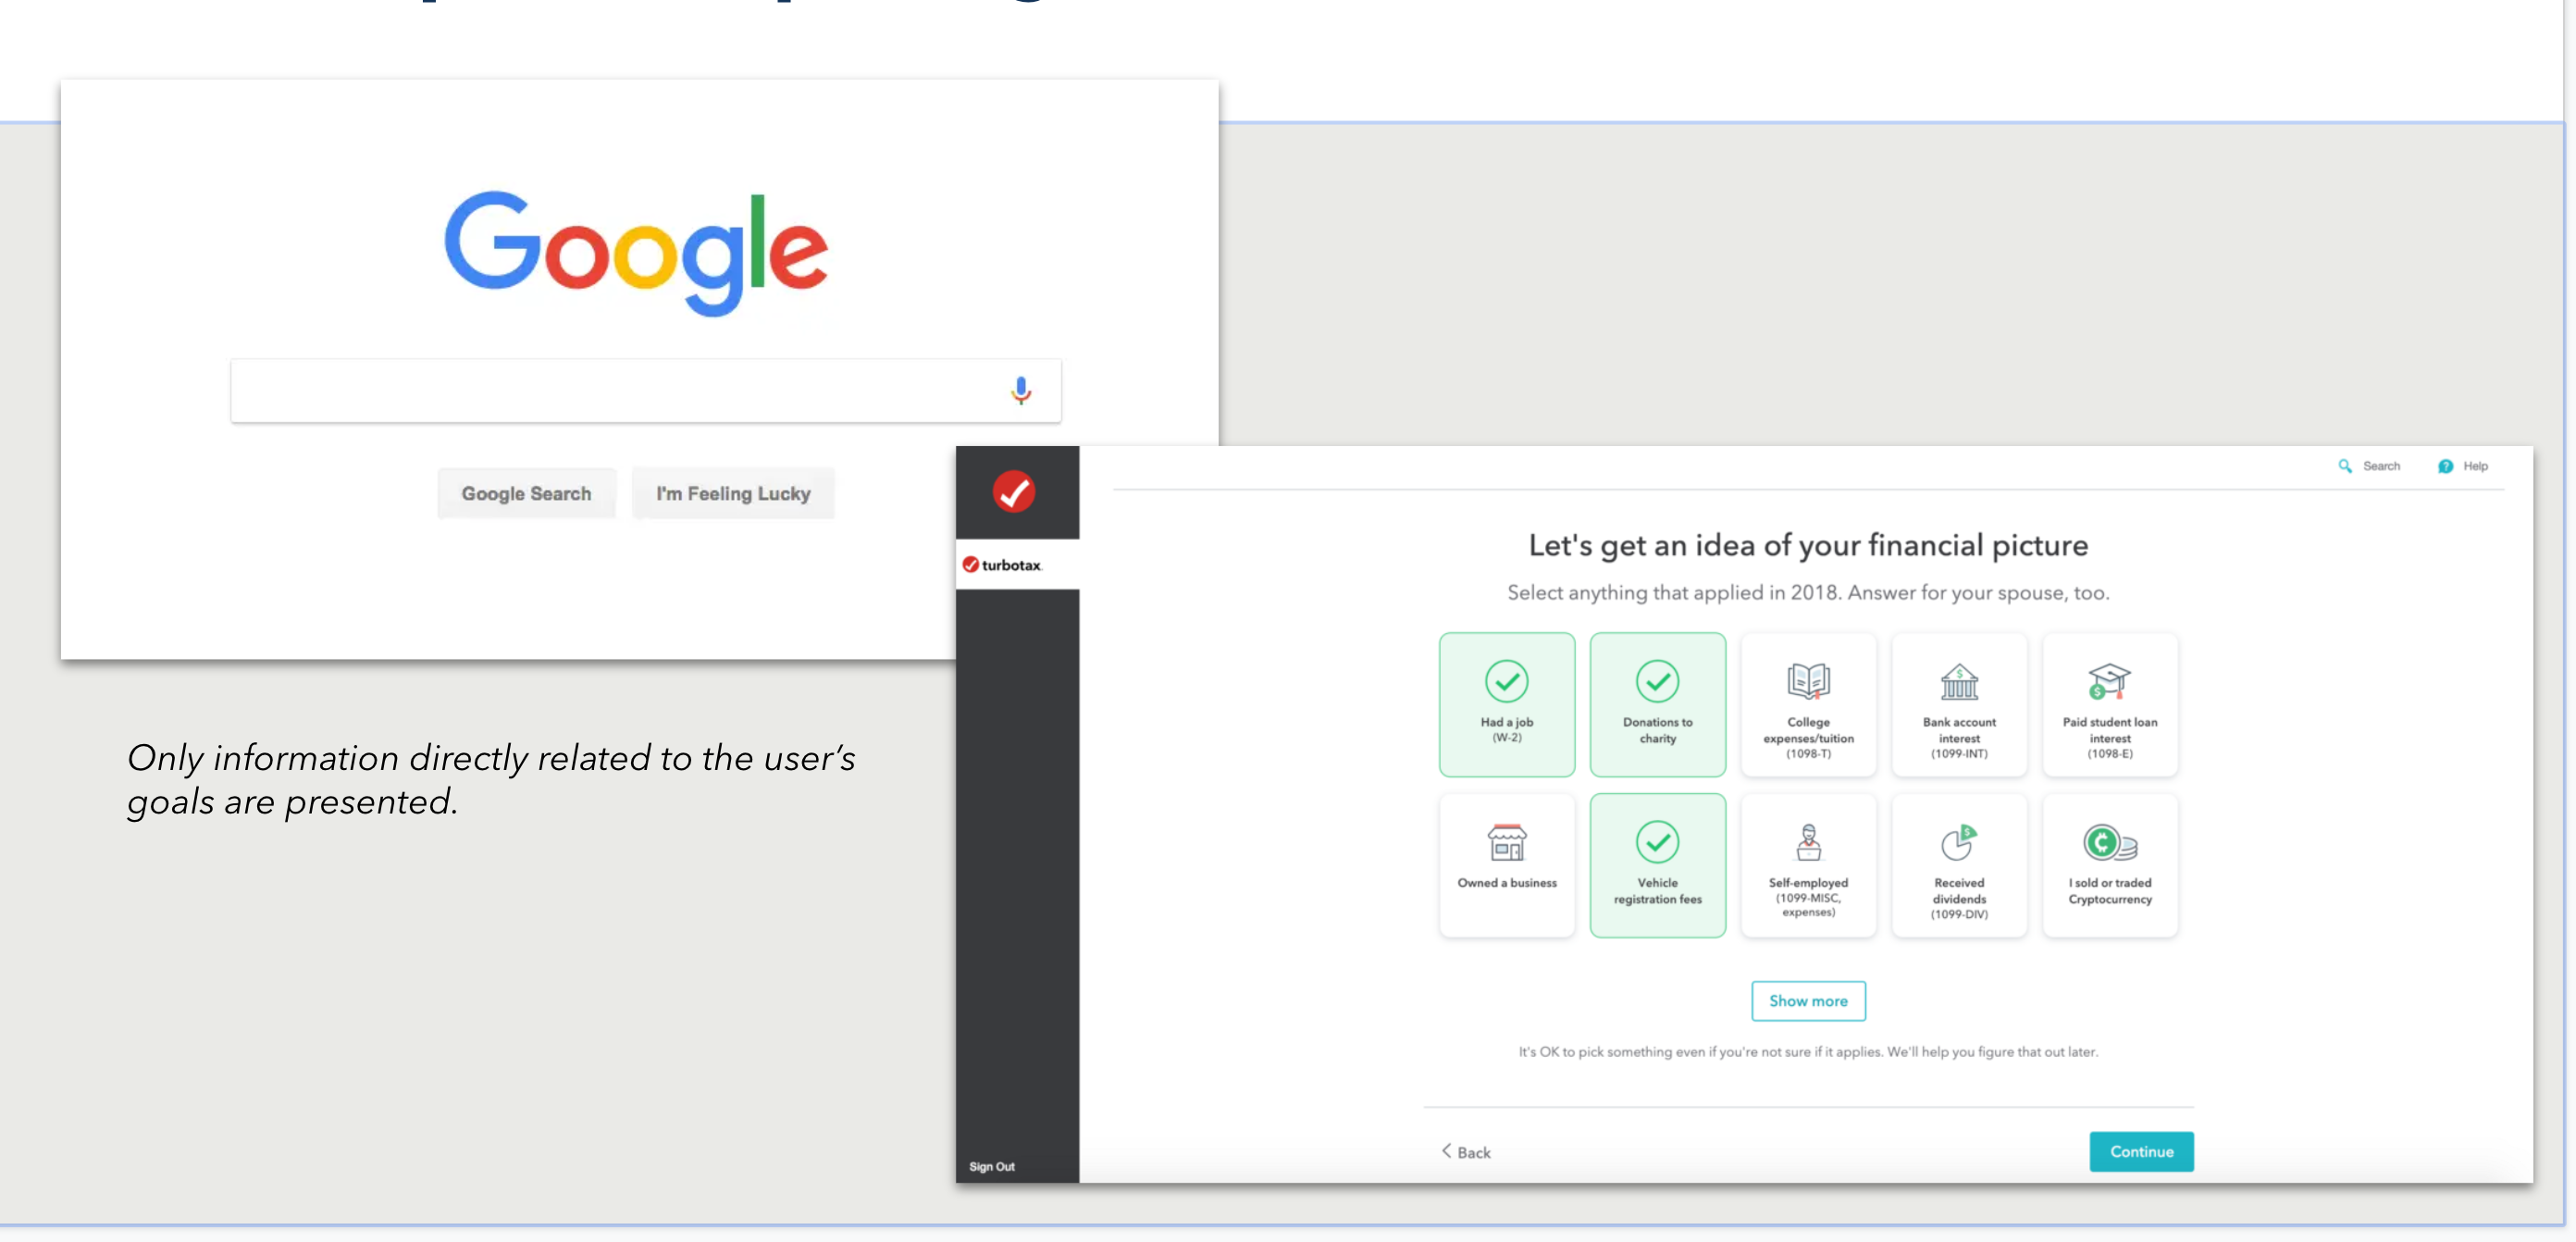 Google
Google Search
I'm Feeling Lucky
Only information directly related to the user's
goals are presented.
turbotax
Sign Out
Search
Help
Let's get an idea of your financial picture
Select anything that applied in 2018. Answer for your spouse, too.
Had a job
(W-2)
Donations to
charity
College
expenses/tuition
(1098-T)
Bank account
interest
(1099-INT)
Paid student loan
interest
(1098-E)
Owned a business
Vehicle
registration fees
Self-employed
(1099-MISC,
expenses)
Received
dividends
(1099-DIV)
I sold or traded
Cryptocurrency
Show more
It's OK to pick something even if you're not sure if it applies. We'll help you figure that out later.
Back
Continue